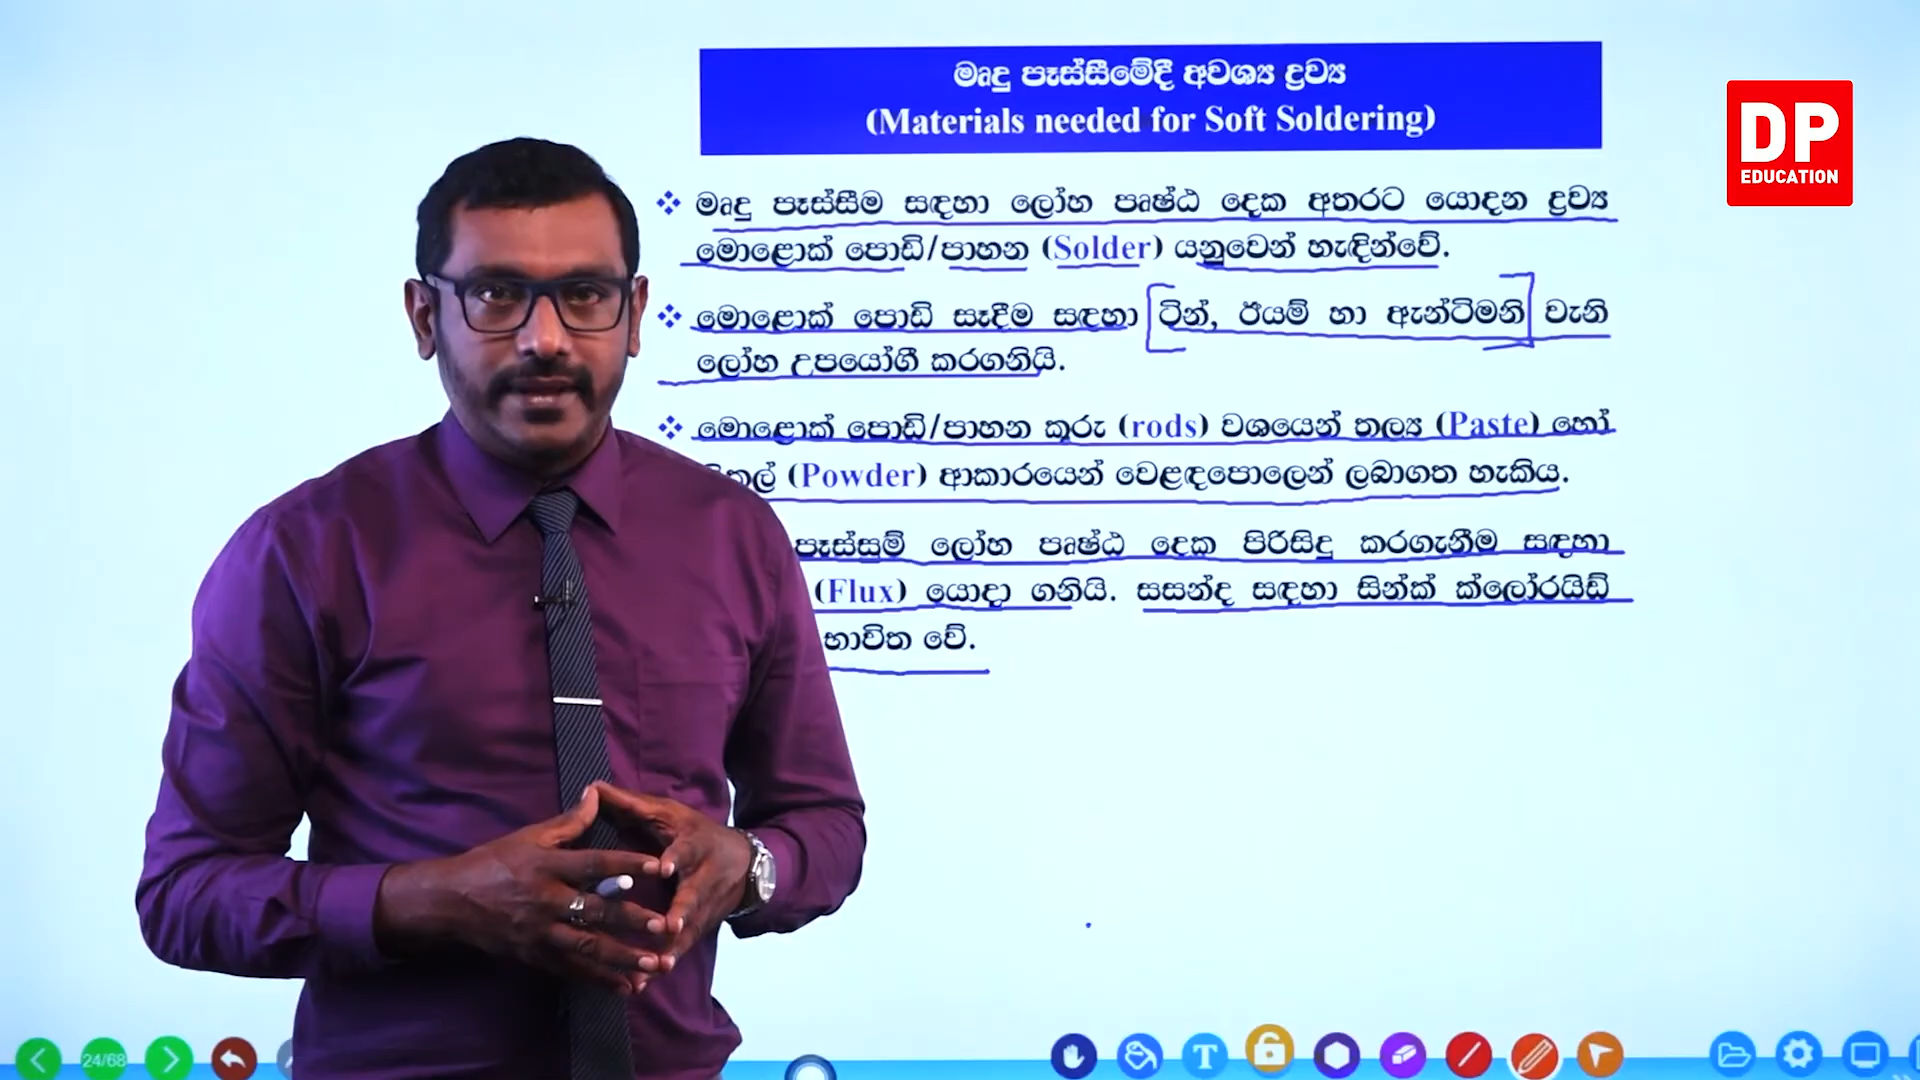 මෘදු පෑස්සීමේදී අවශ්‍ය ද්‍රව්‍ය
(Materials needed for Soft Soldering)
DP
EDUCATION
❖ මෘදු පෑස්සීම සඳහා ලෝහ පෘෂ්ඨ දෙක අතරට යොදන ද්‍රව්‍ය
මොළොක් පොඩි/පාහන (Solder) යනුවෙන් හැඳින්වේ.
❖ මොළොක් පොඩි සෑදීම සඳහා ටින්, ඊයම් හා ඇන්ටිමනි වැනි
ලෝහ උපයෝගී කරගනියි.
❖ මොළොක් පොඩි/පාහන කූරු (rods) වශයෙන් තල්‍ය (Paste) හෝ
(Powder) ආකාරයෙන් වෙළඳපොලෙන් ලබාගත හැකිය.
පෑස්සුම් ලෝහ පෘෂ්ඨ දෙක පිරිසිදු කරගැනීම සඳහා
(Flux) යොදා ගනියි. සසන්ද සඳහා සින්ක් ක්ලෝරයිඩ්
භාවිත වේ.
24/68
T